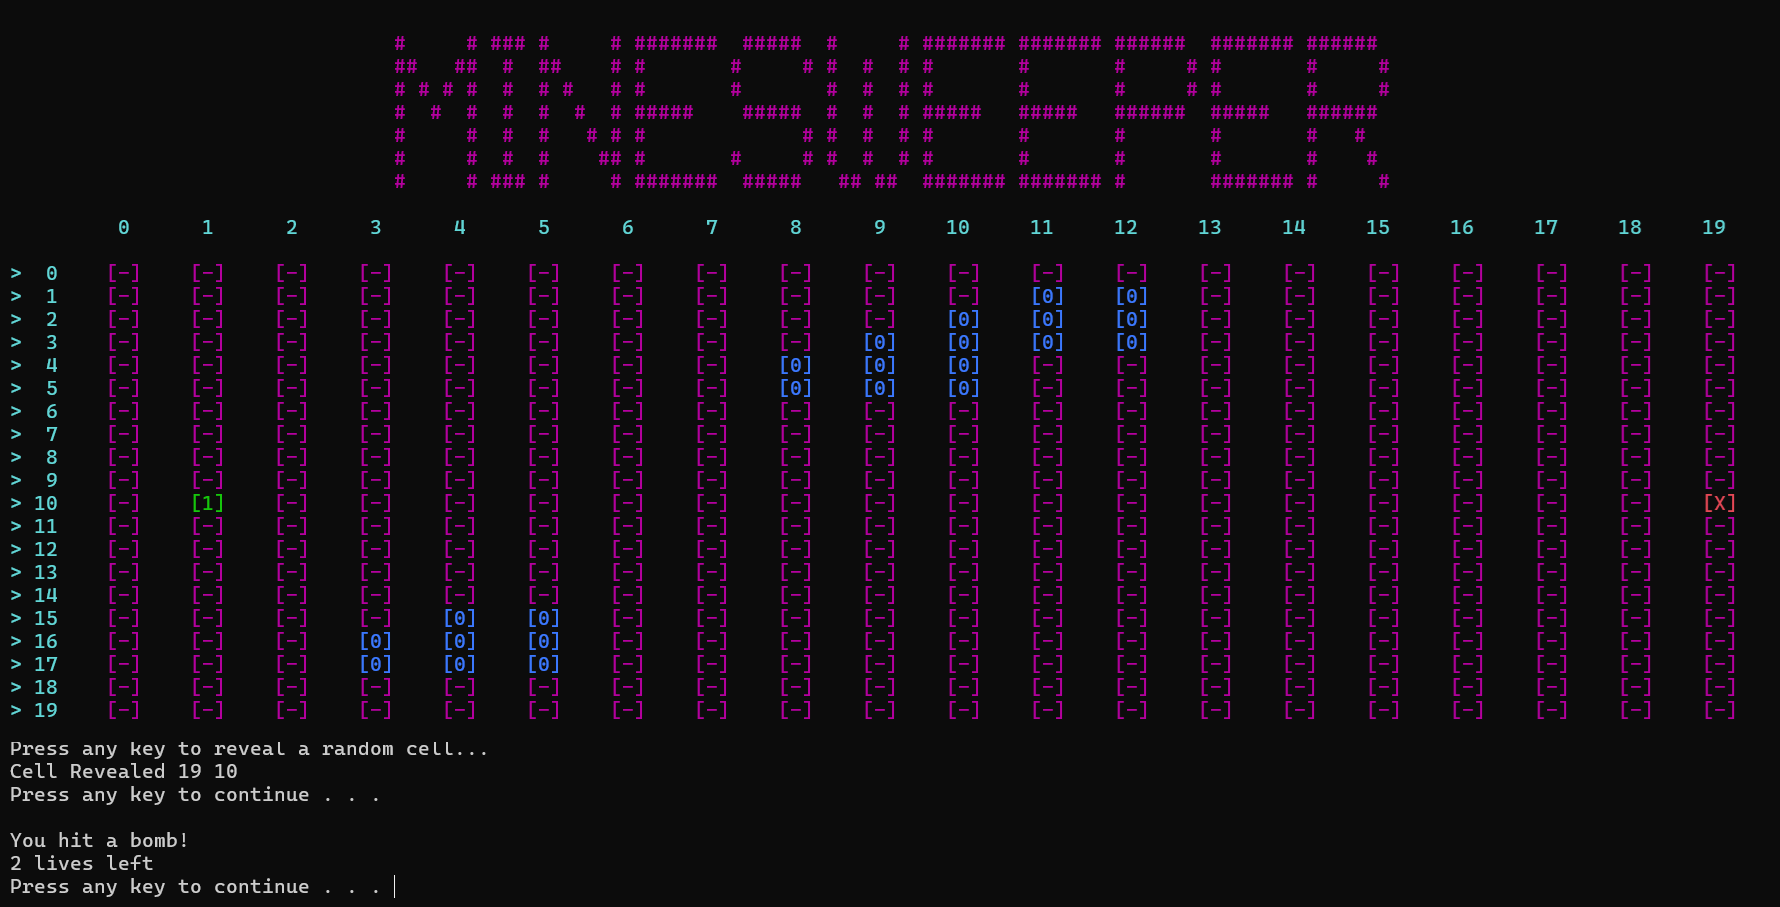 #     # ### #     # #######  #####  #     # ####### ####### ######  ####### ######
##   ##  #  ##    # #       #     # #  #  # #       #       #     # #       #     #
# # # #  #  # #   # #       #       #  #  # #       #       #     # #       #     #
#  #  #  #  #  #  # #####    #####  #  #  # #####   #####   ######  #####   ######
#     #  #  #   # # #             # #  #  # #       #       #       #       #   #
#     #  #  #    ## #       #     # #  #  # #       #       #       #       #    #
#     # ### #     # #######  #####   ## ##  ####### ####### #       ####### #     #
0 1 2 3 4 5 6 7 8 9 10 11 12 13 14 15 16 17 18 19
> 0 [-] [-] [-] [-] [-] [-] [-] [-] [-] [-] [-] [-] [-] [-] [-] [-] [-] [-] [-] [-]
> 1 [-] [-] [-] [-] [-] [-] [-] [-] [-] [-] [-] [0] [0] [-] [-] [-] [-] [-] [-] [-]
> 2 [-] [-] [-] [-] [-] [-] [-] [-] [-] [-] [0] [0] [0] [-] [-] [-] [-] [-] [-] [-]
> 3 [-] [-] [-] [-] [-] [-] [-] [-] [-] [0] [0] [0] [0] [-] [-] [-] [-] [-] [-] [-]
> 4 [-] [-] [-] [-] [-] [-] [-] [-] [0] [0] [0] [-] [-] [-] [-] [-] [-] [-] [-] [-]
> 5 [-] [-] [-] [-] [-] [-] [-] [-] [0] [0] [0] [-] [-] [-] [-] [-] [-] [-] [-] [-]
> 6 [-] [-] [-] [-] [-] [-] [-] [-] [-] [-] [-] [-] [-] [-] [-] [-] [-] [-] [-] [-]
> 7 [-] [-] [-] [-] [-] [-] [-] [-] [-] [-] [-] [-] [-] [-] [-] [-] [-] [-] [-] [-]
> 8 [-] [-] [-] [-] [-] [-] [-] [-] [-] [-] [-] [-] [-] [-] [-] [-] [-] [-] [-] [-]
> 9 [-] [-] [-] [-] [-] [-] [-] [-] [-] [-] [-] [-] [-] [-] [-] [-] [-] [-] [-] [-]
> 10 [-] [1] [-] [-] [-] [-] [-] [-] [-] [-] [-] [-] [-] [-] [-] [-] [-] [-] [-] [X]
> 11 [-] [-] [-] [-] [-] [-] [-] [-] [-] [-] [-] [-] [-] [-] [-] [-] [-] [-] [-] [-]
> 12 [-] [-] [-] [-] [-] [-] [-] [-] [-] [-] [-] [-] [-] [-] [-] [-] [-] [-] [-] [-]
> 13 [-] [-] [-] [-] [-] [-] [-] [-] [-] [-] [-] [-] [-] [-] [-] [-] [-] [-] [-] [-]
> 14 [-] [-] [-] [-] [-] [-] [-] [-] [-] [-] [-] [-] [-] [-] [-] [-] [-] [-] [-] [-]
> 15 [-] [-] [-] [-] [0] [0] [-] [-] [-] [-] [-] [-] [-] [-] [-] [-] [-] [-] [-] [-]
> 16 [-] [-] [-] [0] [0] [0] [-] [-] [-] [-] [-] [-] [-] [-] [-] [-] [-] [-] [-] [-]
> 17 [-] [-] [-] [0] [0] [0] [-] [-] [-] [-] [-] [-] [-] [-] [-] [-] [-] [-] [-] [-]
> 18 [-] [-] [-] [-] [-] [-] [-] [-] [-] [-] [-] [-] [-] [-] [-] [-] [-] [-] [-] [-]
> 19 [-] [-] [-] [-] [-] [-] [-] [-] [-] [-] [-] [-] [-] [-] [-] [-] [-] [-] [-] [-]
Press any key to reveal a random cell...
Cell Revealed 19 10
Press any key to continue . . .
You hit a bomb!
2 lives left
Press any key to continue . . .